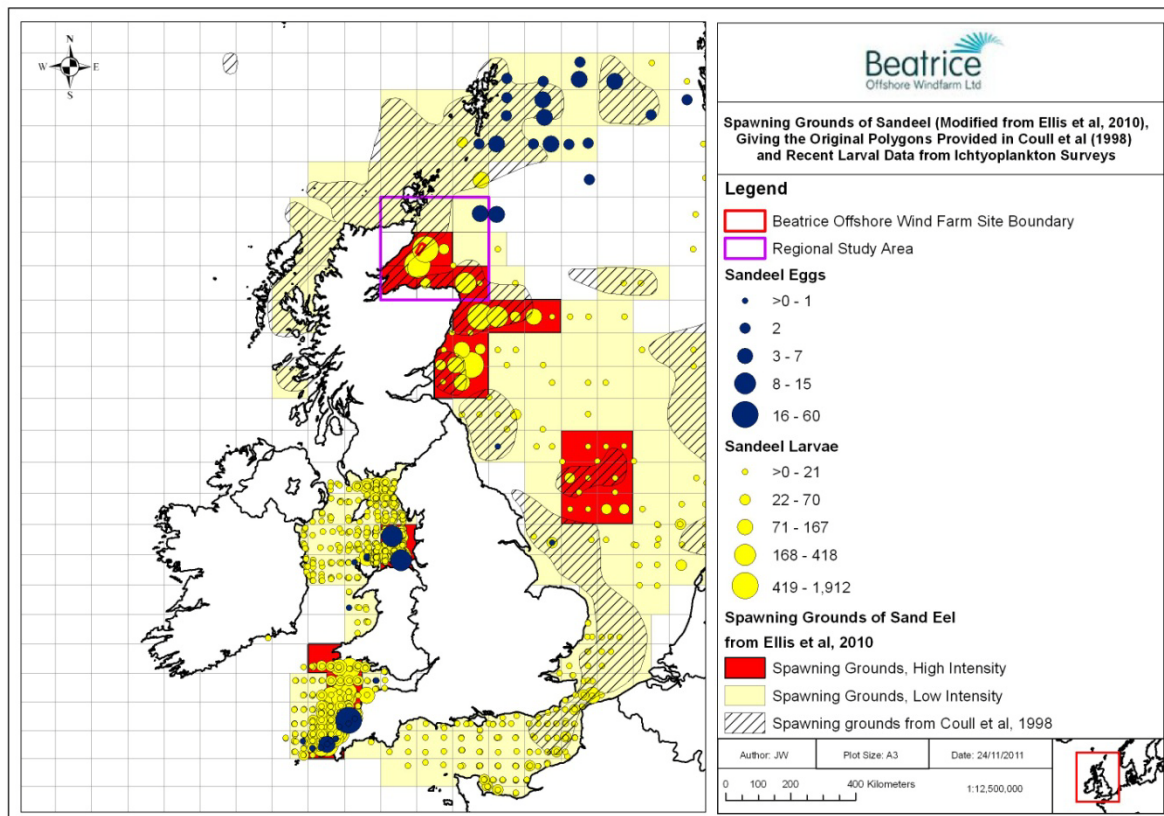 N
W E
S
Beatrice
Offshore Windfarm Ltd
Spawning Grounds of Sandeel (Modified from Ellis et al, 2010),
Giving the Original Polygons Provided in Coull et al (1998)
and Recent Larval Data from Ichtyoplankton Surveys
Legend
Beatrice Offshore Wind Farm Site Boundary
Regional Study Area
Sandeel Eggs
>0 - 1
2
3 - 7
8 - 15
16 - 60
Sandeel Larvae
>0 - 21
22 - 70
71 - 167
168 - 418
419 - 1,912
Spawning Grounds of Sand Eel
from Ellis et al, 2010
Spawning Grounds, High Intensity
Spawning Grounds, Low Intensity
Spawning grounds from Coull et al, 1998
Author: JW Plot Size: A3 Date: 24/11/2011
0 100 200 400 Kilometers
1:12,500,000